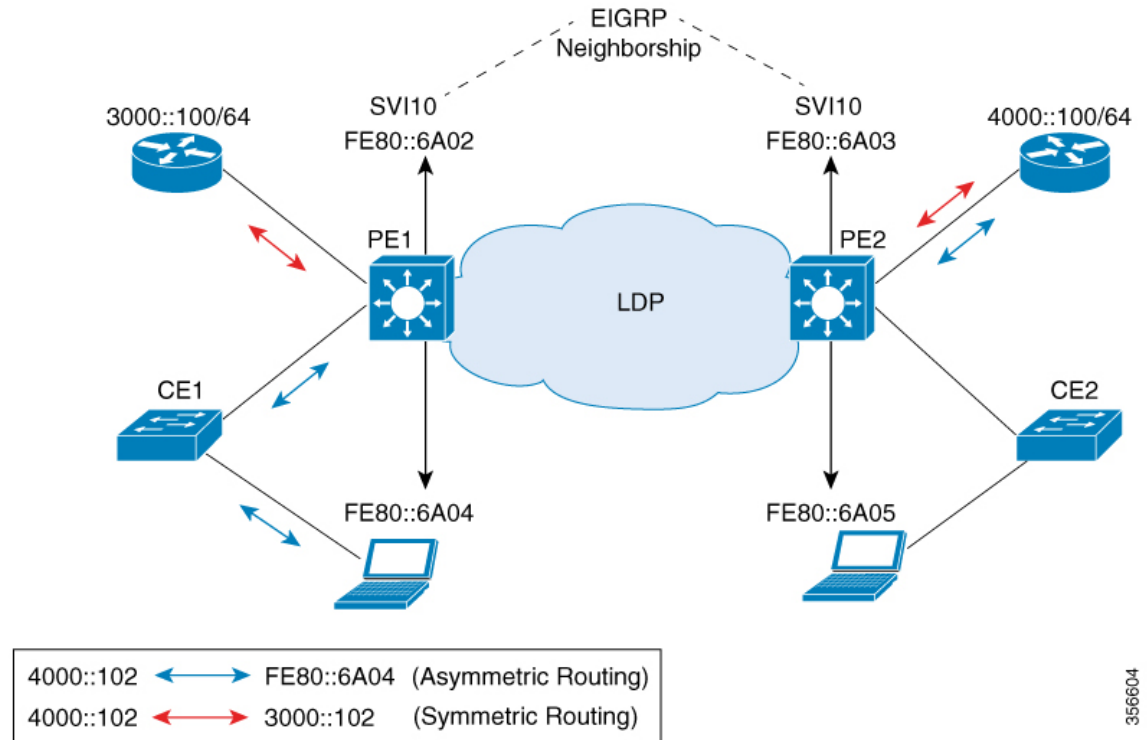 EIGRP
Neighborship
SVI10
SVI10
3000::100/64
FE80::6A02
FE80::6A03
4000::100/64
PE1
PE2
LDP
CE1
CE2
FE80::6A04
FE80::6A05
4000::102 FE80::6A04 (Asymmetric Routing)
4000::102 3000::102 (Symmetric Routing)
356604